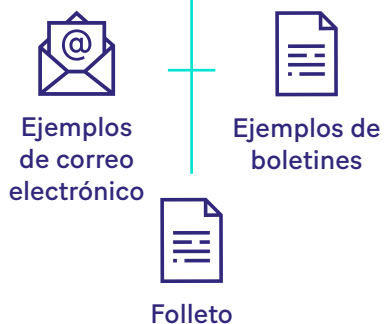 @
Ejemplos
de correo
electrónico
Ejemplos de
boletines
Folleto